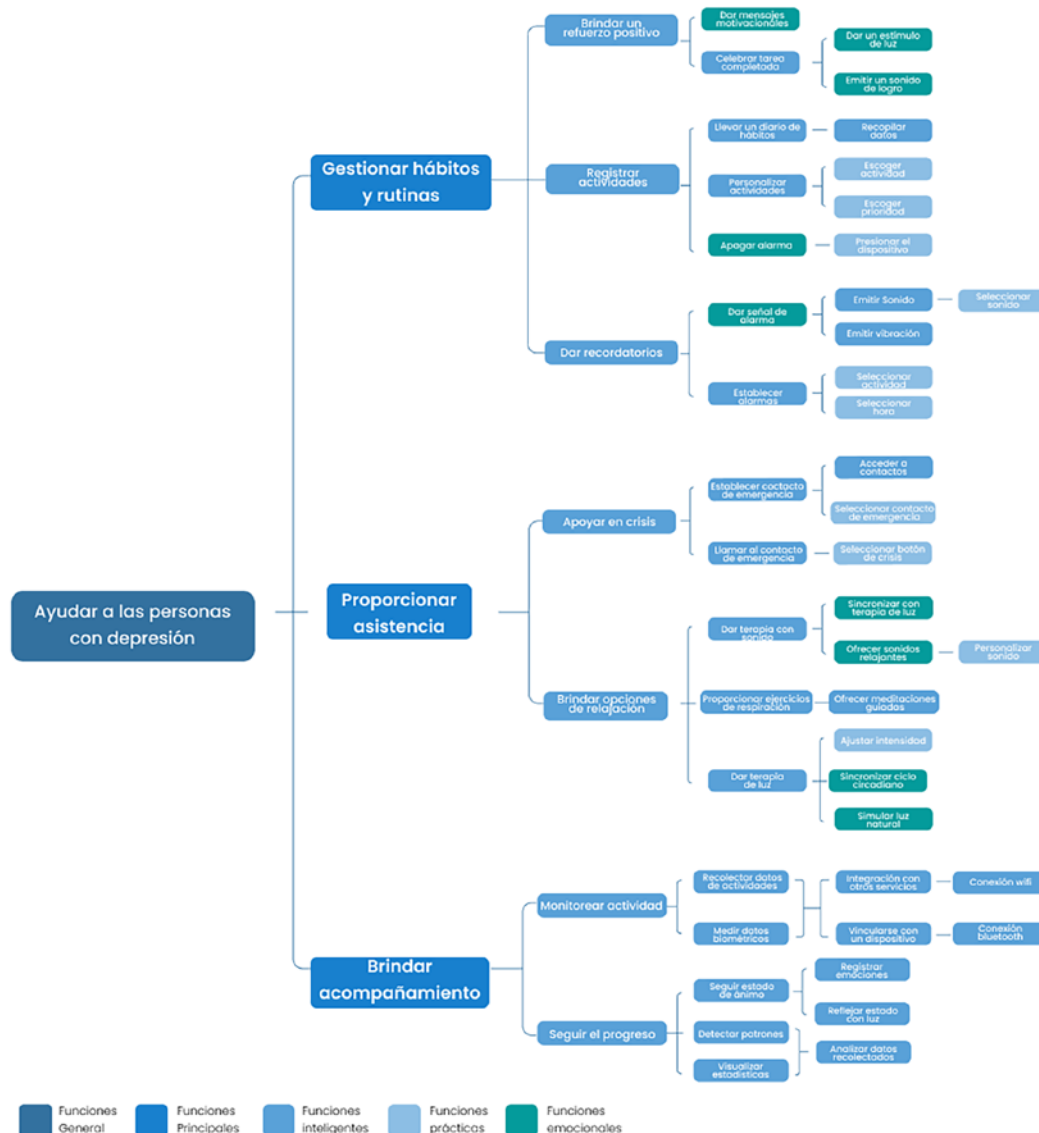 Brindar un
refuerzo positivo
Dar mensajes
motivacionales
Celebrar tarea
completada
Dar un estímulo
de luz
Emitir un sonido
de logro
Gestionar hábitos
y rutinas
Registrar
actividades
Llevar un diario de
hábitos
Recopilar
datos
Personalizar
actividades
Escoger
actividad
Escoger
prioridad
Apagar alarma
Presionar el
dispositivo
Dar recordatorios
Dar señal de
alarma
Emitir Sonido
Seleccionar
sonido
Emitir vibración
Establecer
alarmas
Seleccionar
actividad
Seleccionar
hora
Ayudar a las personas
con depresión
Proporcionar
asistencia
Apoyar en crisis
Establecer contacto
de emergencia
Acceder a
contactos
Seleccionar contacto
de emergencia
Llamar al contacto
de emergencia
Seleccionar botón
de crisis
Brindar opciones
de relajación
Dar terapia con
sonido
Sincronizar con
terapia de luz
Ofrecer sonidos
relajantes
Personalizar
sonido
Proporcionar ejercicios
de respiración
Ofrecer meditaciones
guiadas
Dar terapia
de luz
Ajustar intensidad
Sincronizar ciclo
circadiano
Simular luz
natural
Brindar
acompañamiento
Monitorear actividad
Recolectar datos
de actividades
Medir datos
biométricos
Integración con
otros servicios
Conexión wifi
Vincularse con
un dispositivo
Conexión
bluetooth
Seguir el progreso
Seguir estado
de ánimo
Registrar
emociones
Reflejar estado
con luz
Detectar patrones
Visualizar
estadísticas
Analizar datos
recolectados
Funciones
General
Funciones
Principales
Funciones
inteligentes
Funciones
prácticas
Funciones
emocionales